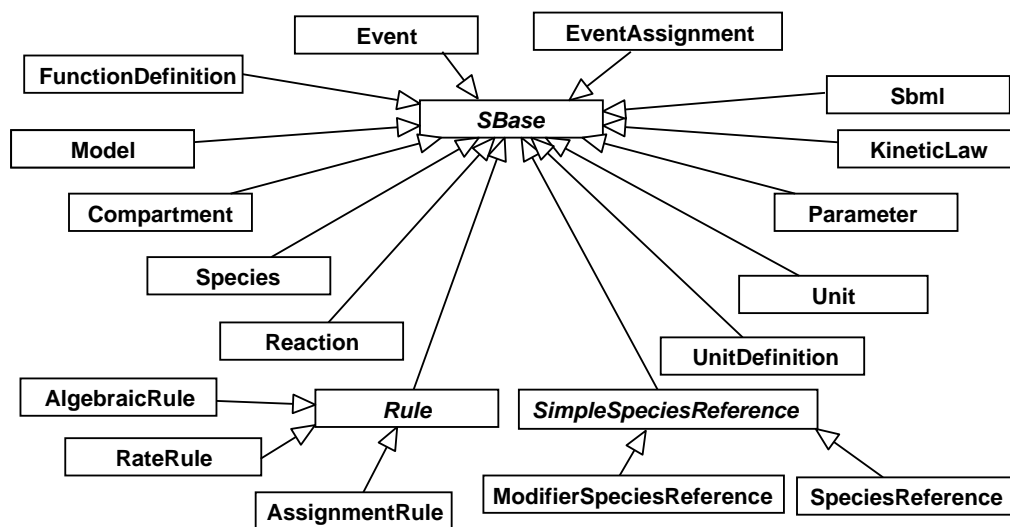 Event
EventAssignment
FunctionDefinition
Sbml
SBase
Model
KineticLaw
Compartment
Parameter
Species
Unit
Reaction
UnitDefinition
AlgebraicRule
Rule
SimpleSpeciesReference
RateRule
ModifierSpeciesReference
SpeciesReference
AssignmentRule